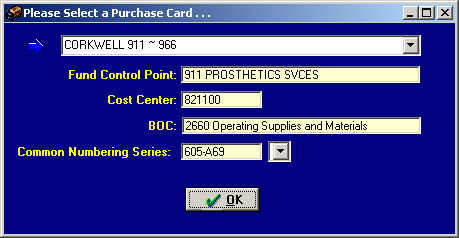 Please Select a Purchase Card . . .
CORKWELL 911 ~ 966
Fund Control Point: 911 PROSTHETICS SVCES
Cost Center: 821100
BOC: 2660 Operating Supplies and Materials
Common Numbering Series: 605-A69
OK